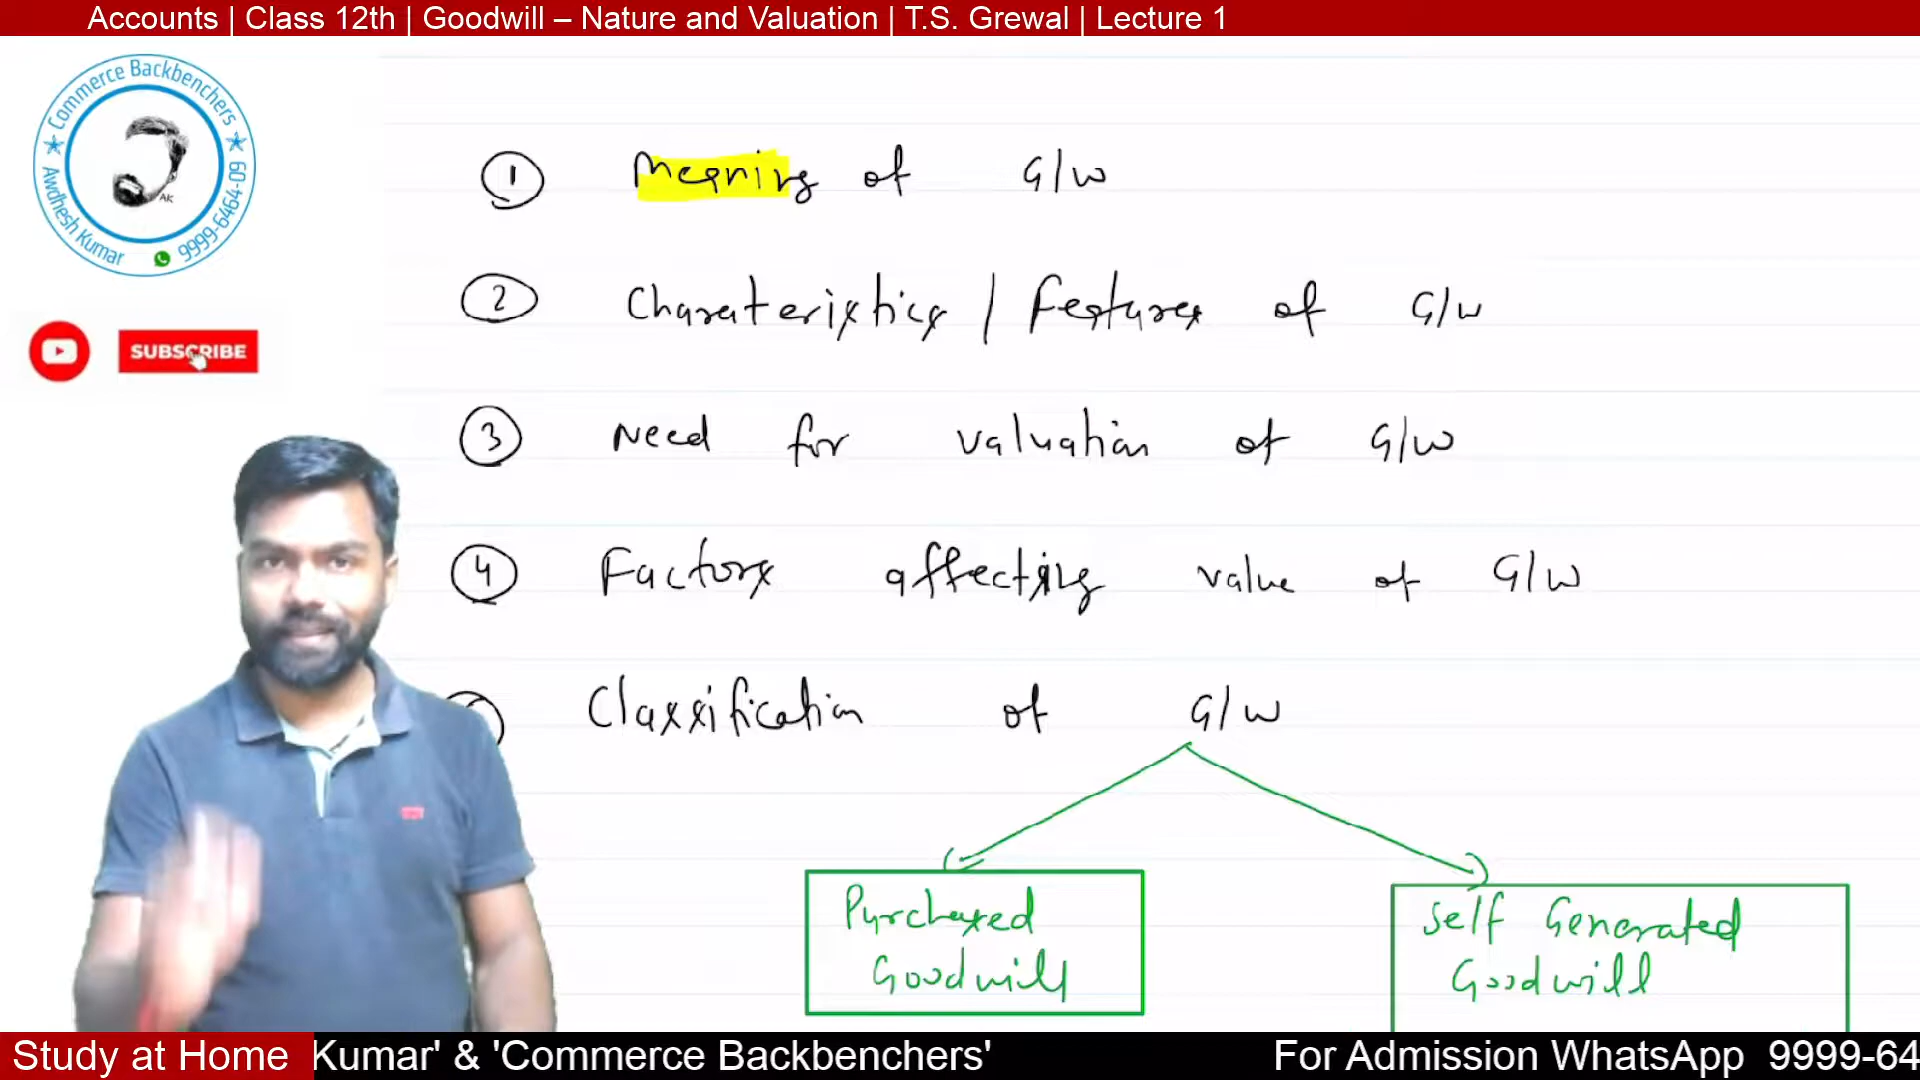 Accounts | Class 12th | Goodwill – Nature and Valuation | T.S. Grewal | Lecture 1
Commerce Backbenchers
Awdhesh Kumar
9999-6464-09
AK
SUBSCRIBE
1 Meaning of G/W
2 Charateristics / Features of G/W
3 Need for valuation of G/W
4 Factors affecting value of G/W
Classification of G/W
Purchased
Goodwill
Self Generated
Goodwill
Study at Home Kumar' & 'Commerce Backbenchers' For Admission WhatsApp 9999-64